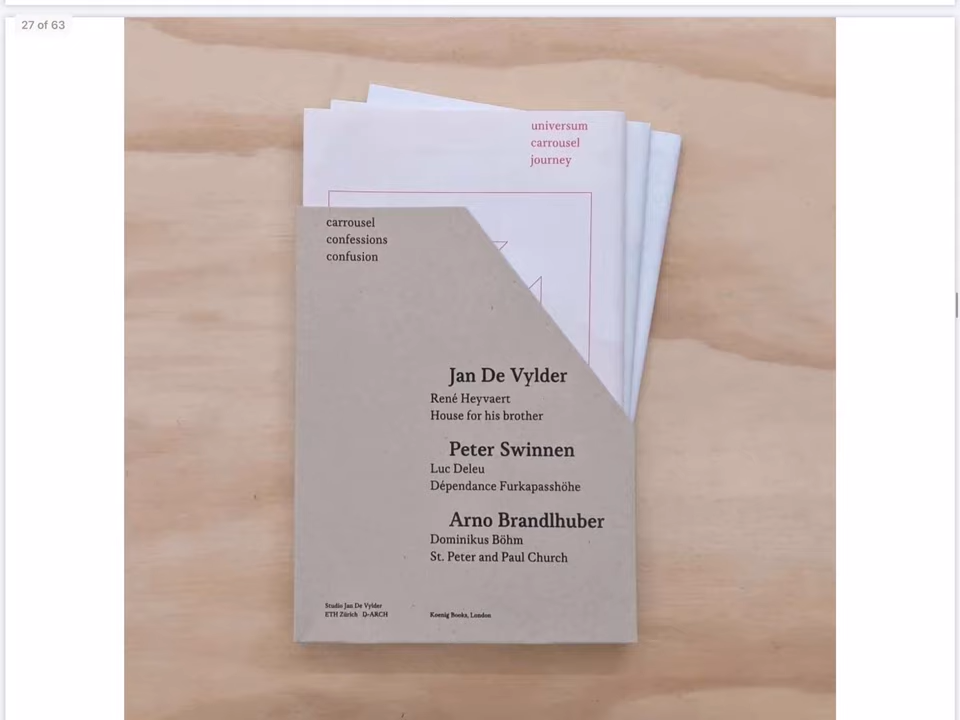 27 of 63
universum
carrousel
journey
carrousel
confessions
confusion
Jan De Vylder
René Heyvaert
House for his brother
Peter Swinnen
Luc Deleu
Dépendance Furkapasshöhe
Arno Brandlhuber
Dominikus Böhm
St. Peter and Paul Church
Studio Jan De Vylder
ETH Zürich D-ARCH
Koenig Books, London